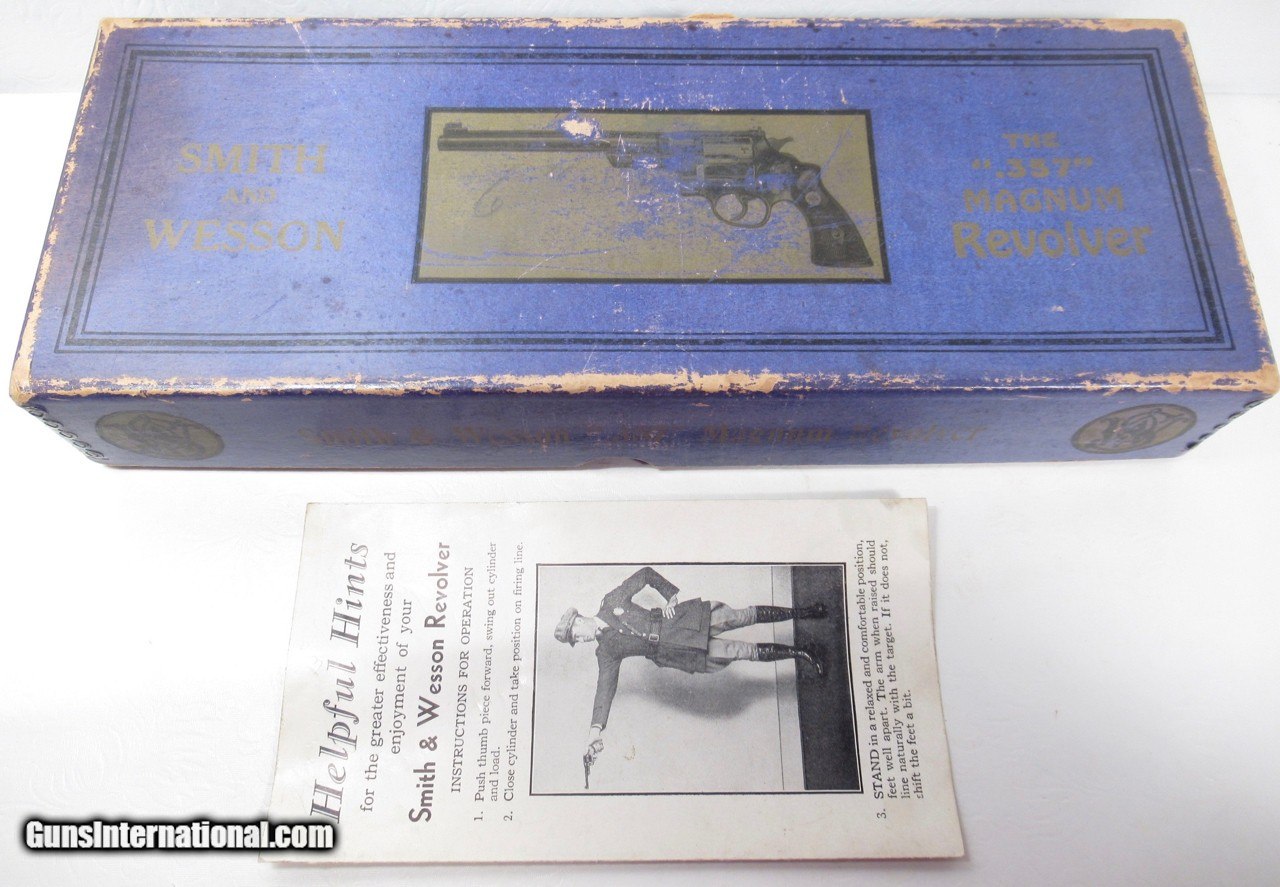 SMITH
AND
WESSON
THE
".357"
MAGNUM
Revolver
Smith & Wesson Magnum
Helpful Hints
for the greater effectiveness and
enjoyment of your
Smith & Wesson Revolver
INSTRUCTIONS FOR OPERATION
1. Push thumb piece forward, swing out cylinder
and load.
2. Close cylinder and take position on firing line.
3. STAND in a relaxed and comfortable position,
feet well apart. The arm when raised should
line naturally with the target. If it does not,
shift the feet a bit.
GunsInternational.com